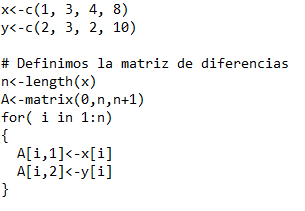 x<-c(1, 3, 4, 8)
y<-c(2, 3, 2, 10)
# Definimos la matriz de diferencias
n<-length(x)
A<-matrix(0,n,n+1)
for( i in 1:n)
{
A[i,1]<-x[i]
A[i,2]<-y[i]
}